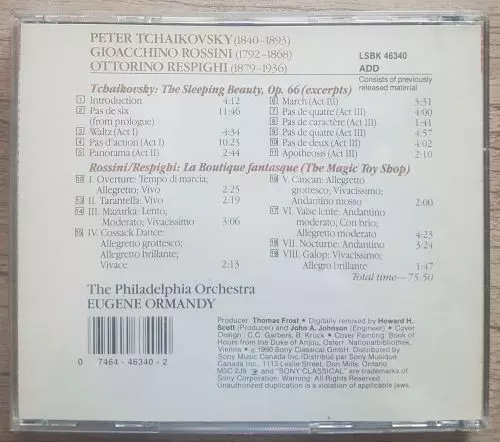 PETER TCHAIKOVSKY (1840–1893)
GIOACCHINO ROSSINI (1792–1868)
OTTORINO RESPIGHI (1879–1936)
LSBK 46340
ADD
Consists of previously
released material
Tchaikovsky: The Sleeping Beauty, Op. 66 (excerpts)
1 Introduction 4:12
2 Pas de six 11:46
(from prologue)
3 Waltz (Act I) 4:34
4 Pas d'action (Act I) 10:23
5 Panorama (Act II) 2:44
6 March (Act III) 3:31
7 Pas de quatre (Act III) 4:00
8 Pas de caractère (Act III) 1:41
9 Pas de quatre (Act III) 4:57
10 Pas de deux (Act III) 4:02
11 Apotheosis (Act III) 2:10
Rossini/Respighi: La Boutique fantasque (The Magic Toy Shop)
12 I. Overture: Tempo di marcia;
Allegretto; Vivo 2:25
13 II. Tarantella: Vivo 2:19
14 III. Mazurka: Lento;
Moderato; Vivacissimo 3:06
15 IV. Cossack Dance:
Allegretto grottesco;
Allegretto brillante;
Vivace 2:13
16 V. Cancan: Allegretto
grottesco; Vivacissimo;
Andantino mosso 2:00
17 VI. Valse lente: Andantino
moderato, Con brio;
Allegretto moderato 4:23
18 VII. Nocturne: Andantino 3:24
19 VIII. Galop: Vivacissimo;
Allegro brillante 1:47
Total time—75:50
The Philadelphia Orchestra
EUGENE ORMANDY
0 7464-46340-2
Producer: Thomas Frost • Digitally remixed by Howard H.
Scott (Producer) and John A. Johnson (Engineer) • Cover
Design: C.C. Garbers, B. Kruck • Cover Painting: Book of
Hours from the Duke of Anjou, Österr. Nationalbibliothek,
Vienna • ℗ 1990 Sony Classical GmbH. / Distributed by
Sony Music Canada Inc./Distribué par Sony Musique
Canada Inc., 1113 Leslie Street, Don Mills, Ontario
M3C 2J9 and "SONY CLASSICAL" are trademarks of
Sony Corporation. Warning: All Rights Reserved.
Unauthorized duplication is a violation of applicable laws.